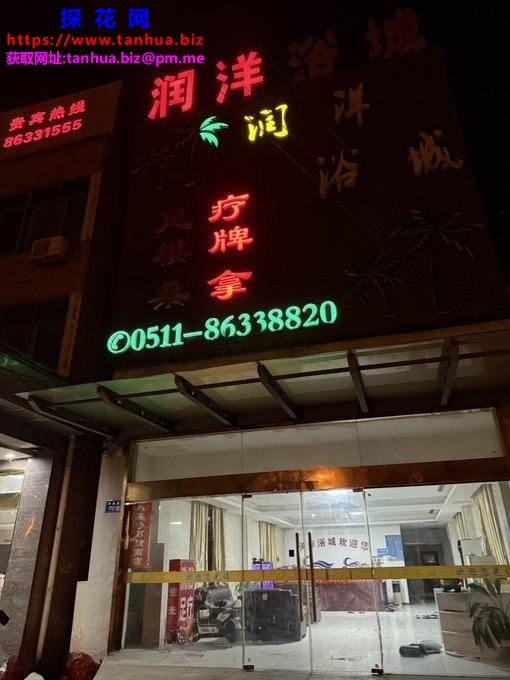 探花网
https://www.tanhua.biz
获取网址:tanhua.biz@pm.me
贵宾热线
86331555
润洋浴城
润洋
浴城
足疗
棋牌
桑拿
✆0511-86338820
浴城欢迎您